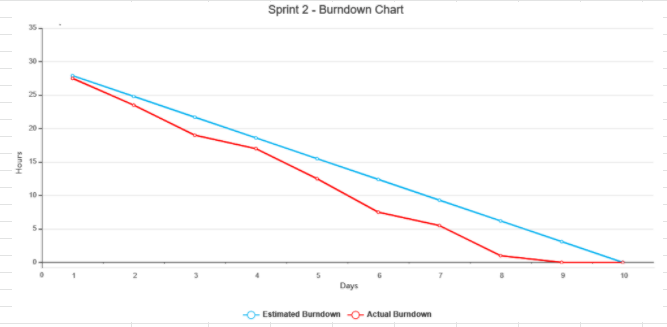 Sprint 2 - Burndown Chart
35
30
25
20
15
10
5
0
Hours
0 1 2 3 4 5 6 7 8 9 10
Days
Estimated Burndown Actual Burndown